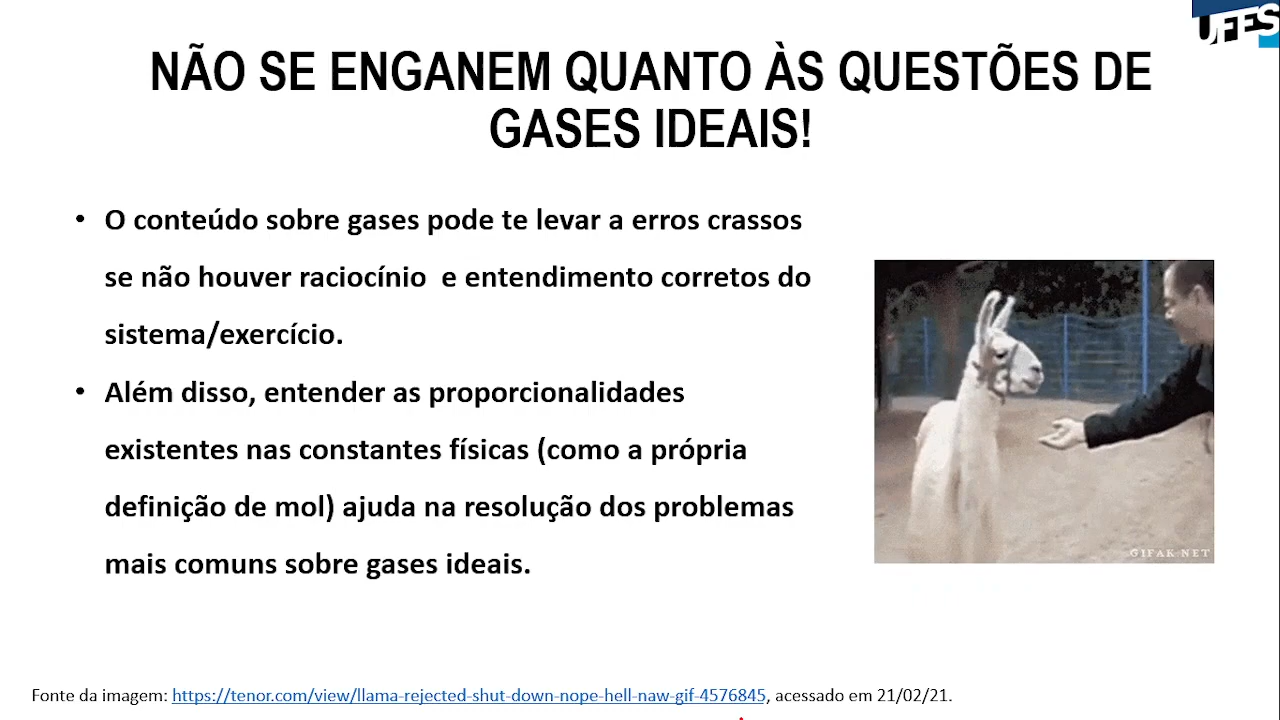 UFES
NÃO SE ENGANEM QUANTO ÀS QUESTÕES DE
GASES IDEAIS!
• O conteúdo sobre gases pode te levar a erros crassos
se não houver raciocínio e entendimento corretos do
sistema/exercício.
• Além disso, entender as proporcionalidades
existentes nas constantes físicas (como a própria
definição de mol) ajuda na resolução dos problemas
mais comuns sobre gases ideais.
GIFAK NET
Fonte da imagem: https://tenor.com/view/llama-rejected-shut-down-nope-hell-naw-gif-4576845, acessado em 21/02/21.